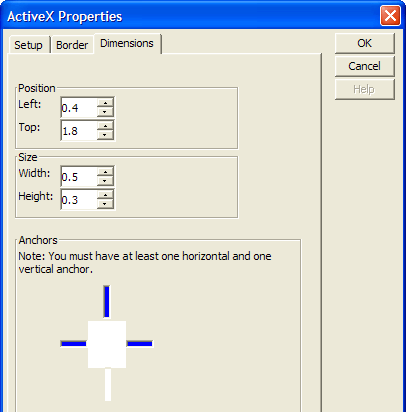 ActiveX Properties
Setup Border Dimensions OK
Cancel
Help
Position
Left: 0.4
Top: 1.8
Size
Width: 0.5
Height: 0.3
Anchors
Note: You must have at least one horizontal and one
vertical anchor.